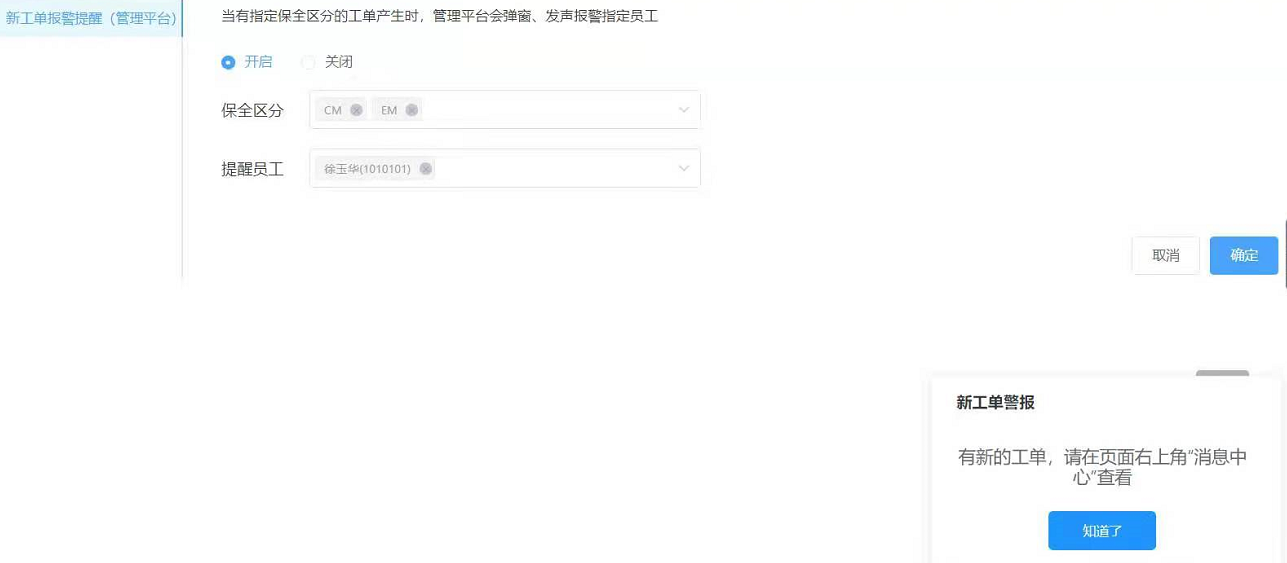 新工单报警提醒（管理平台）
当有指定保全区分的工单产生时，管理平台会弹窗、发声报警指定员工
开启 关闭
保全区分 CM EM
提醒员工 徐玉华(1010101)
取消 确定
新工单警报
有新的工单，请在页面右上角“消息中
心”查看
知道了